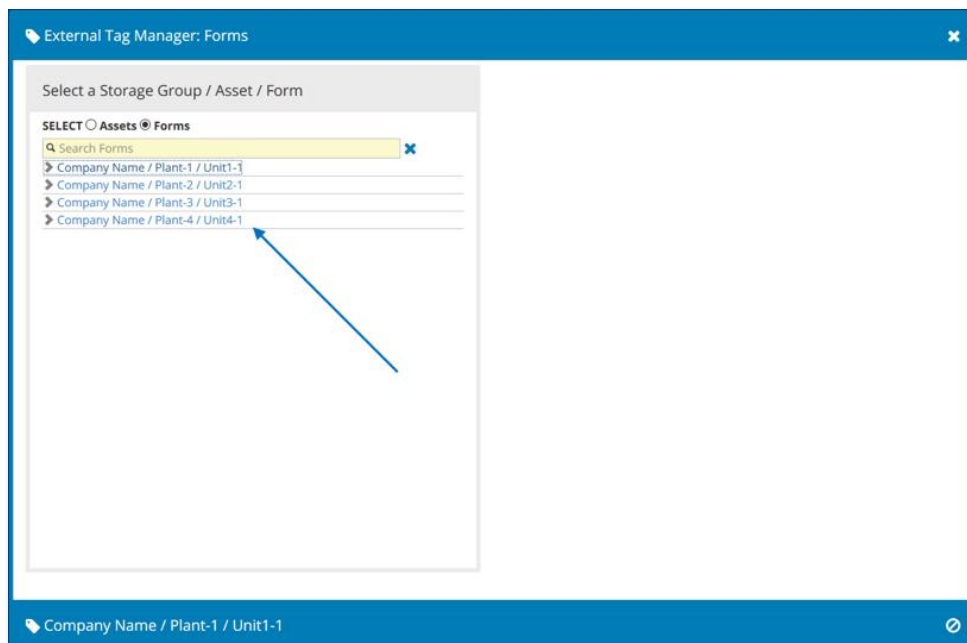 External Tag Manager: Forms
Select a Storage Group / Asset / Form
SELECT Assets Forms
Search Forms
Company Name / Plant-1 / Unit1-1
Company Name / Plant-2 / Unit2-1
Company Name / Plant-3 / Unit3-1
Company Name / Plant-4 / Unit4-1
Company Name / Plant-1 / Unit1-1